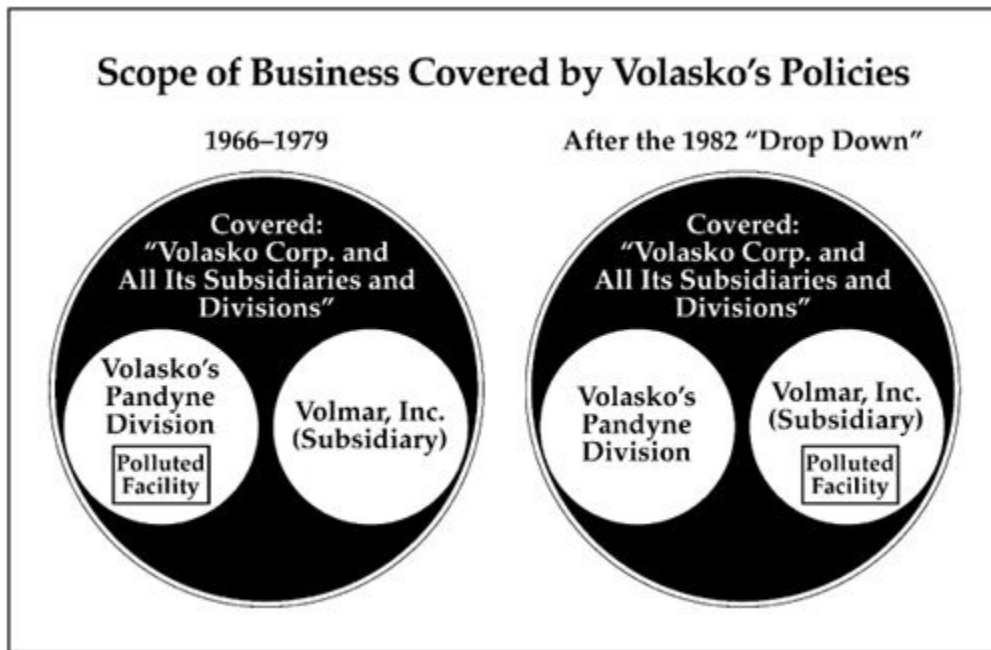 Scope of Business Covered by Volasko's Policies
1966–1979
Covered:
“Volasko Corp. and
All Its Subsidiaries and
Divisions”
Volasko's
Pandyne
Division
Polluted
Facility
Volmar, Inc.
(Subsidiary)
After the 1982 “Drop Down”
Covered:
“Volasko Corp. and
All Its Subsidiaries and
Divisions”
Volasko's
Pandyne
Division
Volmar, Inc.
(Subsidiary)
Polluted
Facility